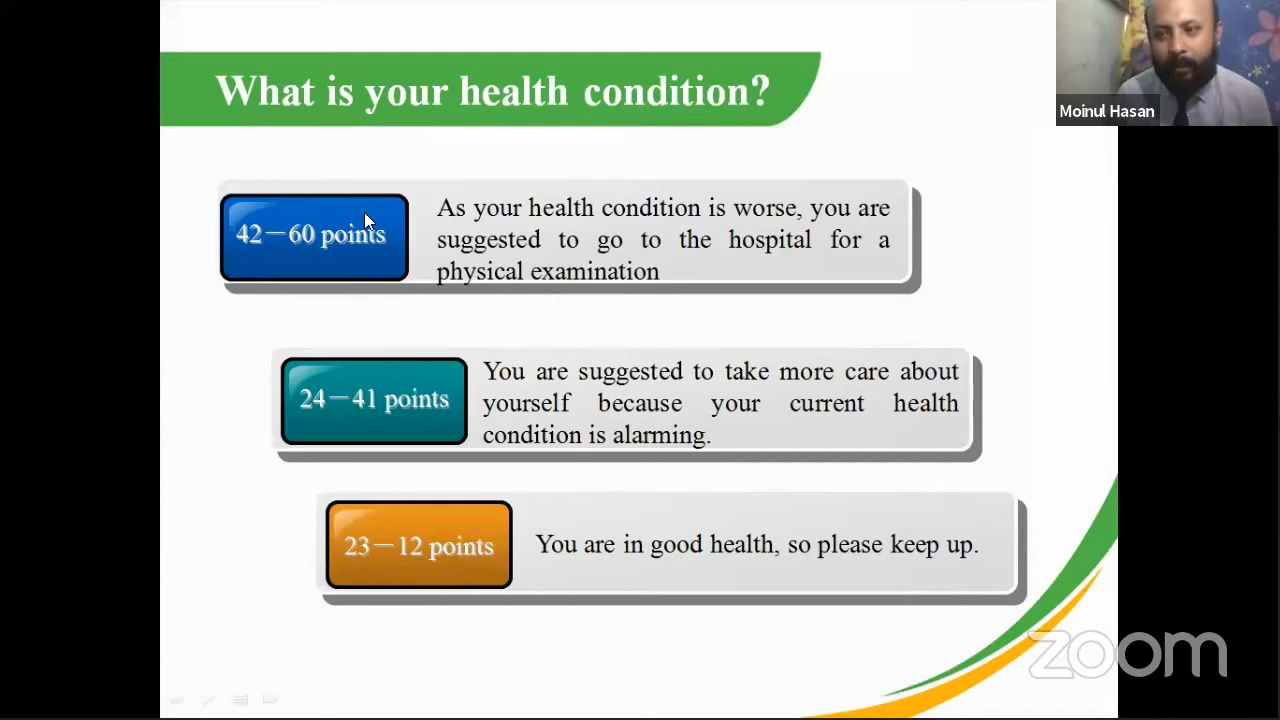 What is your health condition?
Moinul Hasan
42－60 points
As your health condition is worse, you are
suggested to go to the hospital for a
physical examination
24－41 points
You are suggested to take more care about
yourself because your current health
condition is alarming.
23－12 points
You are in good health, so please keep up.
zoom